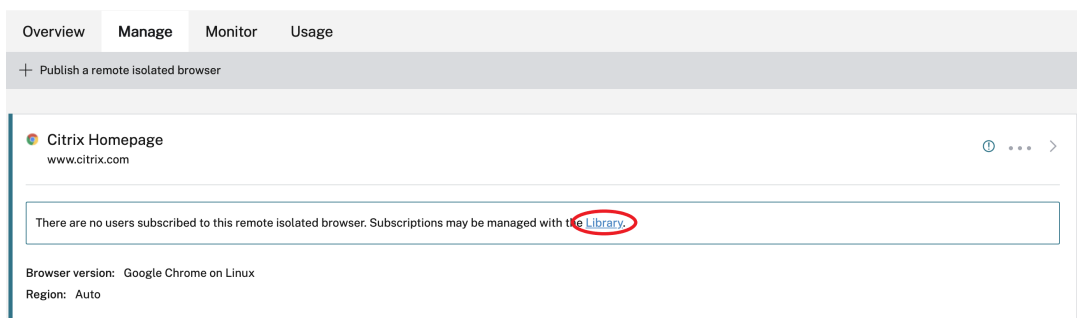 Overview Manage Monitor Usage
+ Publish a remote isolated browser
Citrix Homepage
www.citrix.com
There are no users subscribed to this remote isolated browser. Subscriptions may be managed with the Library.
Browser version: Google Chrome on Linux
Region: Auto